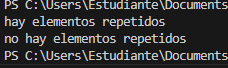 PS C:\Users\Estudiante\Documents
hay elementos repetidos
no hay elementos repetidos
PS C:\Users\Estudiante\Documents